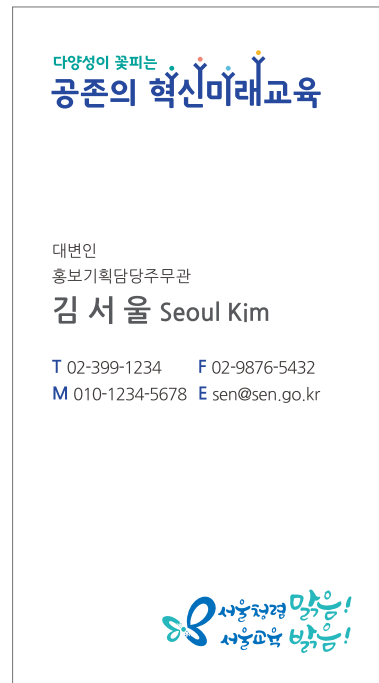 다양성이 꽃피는
공존의 혁신미래교육
대변인
홍보기획담당주무관
김 서 울 Seoul Kim
T 02-399-1234 F 02-9876-5432
M 010-1234-5678 E sen@sen.go.kr
서울청렴 맑음!
서울교육 밝음!